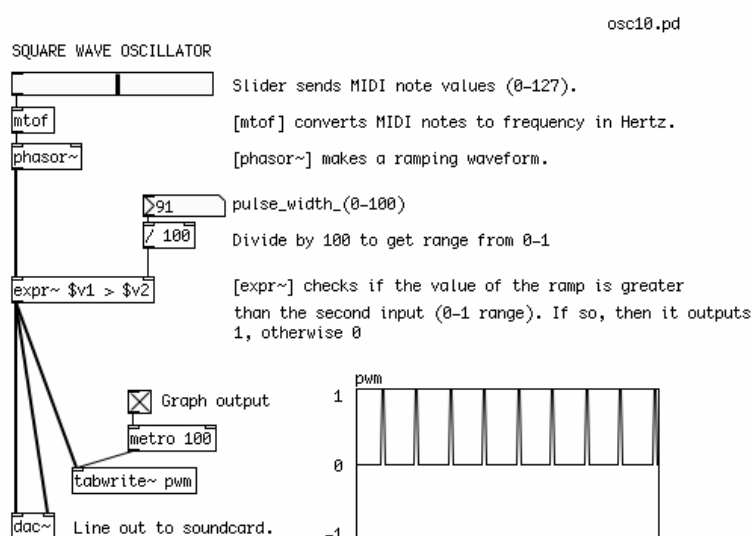 osc10.pd
SQUARE WAVE OSCILLATOR
Slider sends MIDI note values (0-127).
mtof
[mtof] converts MIDI notes to frequency in Hertz.
phasor~
[phasor~] makes a ramping waveform.
91
pulse_width_(0-100)
/ 100
Divide by 100 to get range from 0-1
expr~ $v1 > $v2
[expr~] checks if the value of the ramp is greater
than the second input (0-1 range). If so, then it outputs
1, otherwise 0
pwm
1
Graph output
metro 100
0
tabwrite~ pwm
dac~
Line out to soundcard.
-1